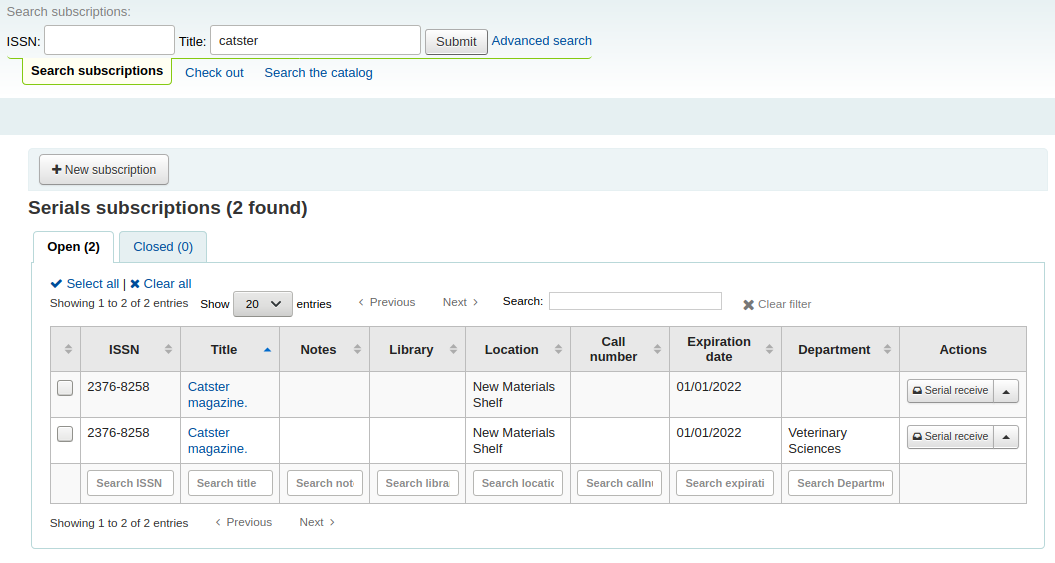 Search subscriptions:
ISSN: Title: catster Submit Advanced search
Search subscriptions Check out Search the catalog
New subscription
Serials subscriptions (2 found)
Open (2) Closed (0)
Select all | Clear all
Showing 1 to 2 of 2 entries Show 20 entries Previous Next Search: Clear filter
ISSN Title Notes Library Location Call number Expiration date Department Actions
2376-8258 Catster magazine. New Materials Shelf 01/01/2022 Serial receive
2376-8258 Catster magazine. New Materials Shelf 01/01/2022 Veterinary Sciences Serial receive
Search ISSN Search title Search not Search libra Search locatic Search calln Search expirati Search Departm
Showing 1 to 2 of 2 entries Previous Next